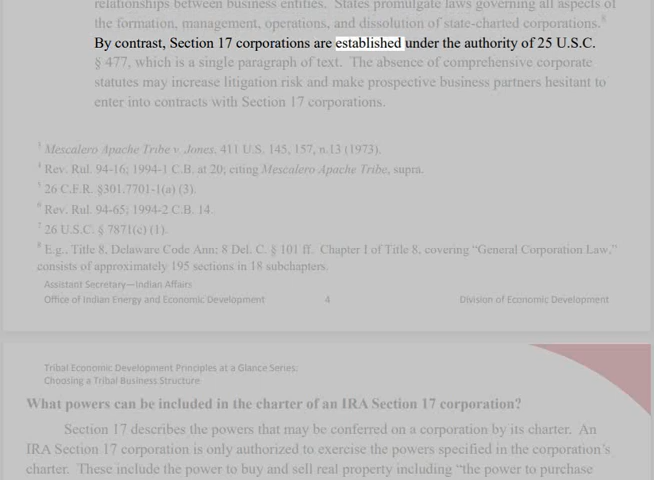 relationships between business entities.  States promulgate laws governing all aspects of
the formation, management, operations, and dissolution of state-charted corporations.8
By contrast, Section 17 corporations are established under the authority of 25 U.S.C.
§ 477, which is a single paragraph of text.  The absence of comprehensive corporate
statutes may increase litigation risk and make prospective business partners hesitant to
enter into contracts with Section 17 corporations.
3 Mescalero Apache Tribe v. Jones, 411 U.S. 145, 157, n.13 (1973).
4 Rev. Rul. 94-16; 1994-1 C.B. at 20; citing Mescalero Apache Tribe, supra.
5 26 C.F.R. §301.7701-1(a) (3).
6 Rev. Rul. 94-65; 1994-2 C.B. 14.
7 26 U.S.C. § 7871(c) (1).
8 E.g., Title 8, Delaware Code Ann; 8 Del. C. § 101 ff.  Chapter I of Title 8, covering “General Corporation Law,”
consists of approximately 195 sections in 18 subchapters.
Assistant Secretary—Indian Affairs
Office of Indian Energy and Economic Development 4 Division of Economic Development
Tribal Economic Development Principles at a Glance Series:
Choosing a Tribal Business Structure
What powers can be included in the charter of an IRA Section 17 corporation?
Section 17 describes the powers that may be conferred on a corporation by its charter.  An
IRA Section 17 corporation is only authorized to exercise the powers specified in the corporation’s
charter.  These include the power to buy and sell real property including “the power to purchase